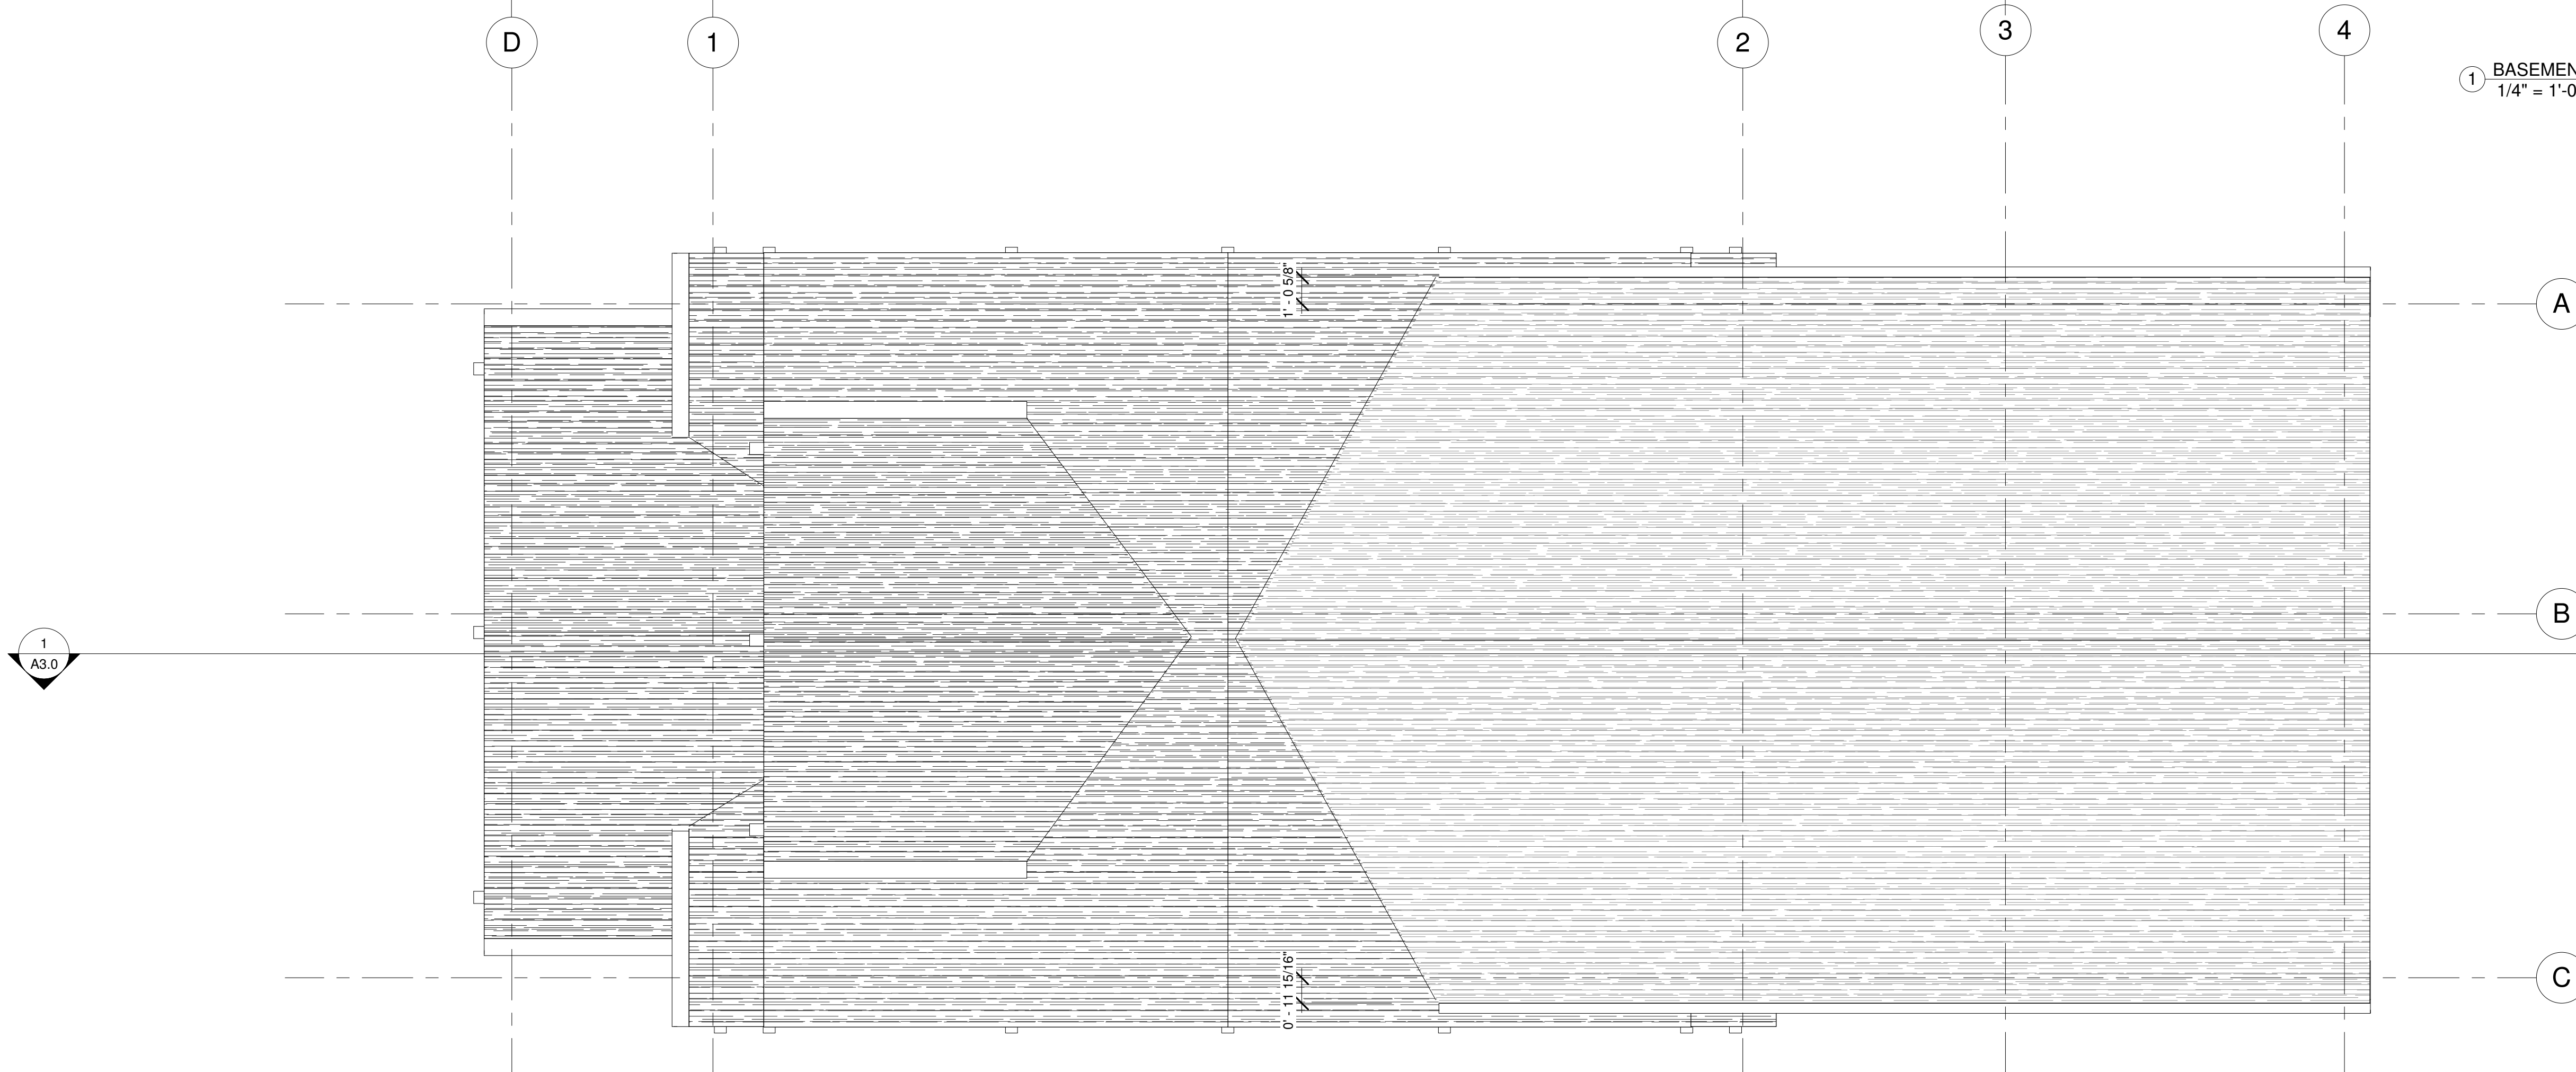 D
1
2
3
4
1
BASEMEN
1/4" = 1'-0
1' - 0 5/8"
A
B
1
A3.0
0' - 11 15/16"
C